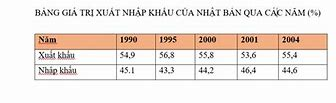 BẢNG GIÁ TRỊ XUẤT NHẬP KHẨU CỦA NHẬT BẢN QUA CÁC NĂM (%)
Năm 1990 1995 2000 2001 2004
Xuất khẩu 54,9 56,8 55,8 53,6 55,4
Nhập khẩu 45.1 43,3 44,2 46,4 44,6